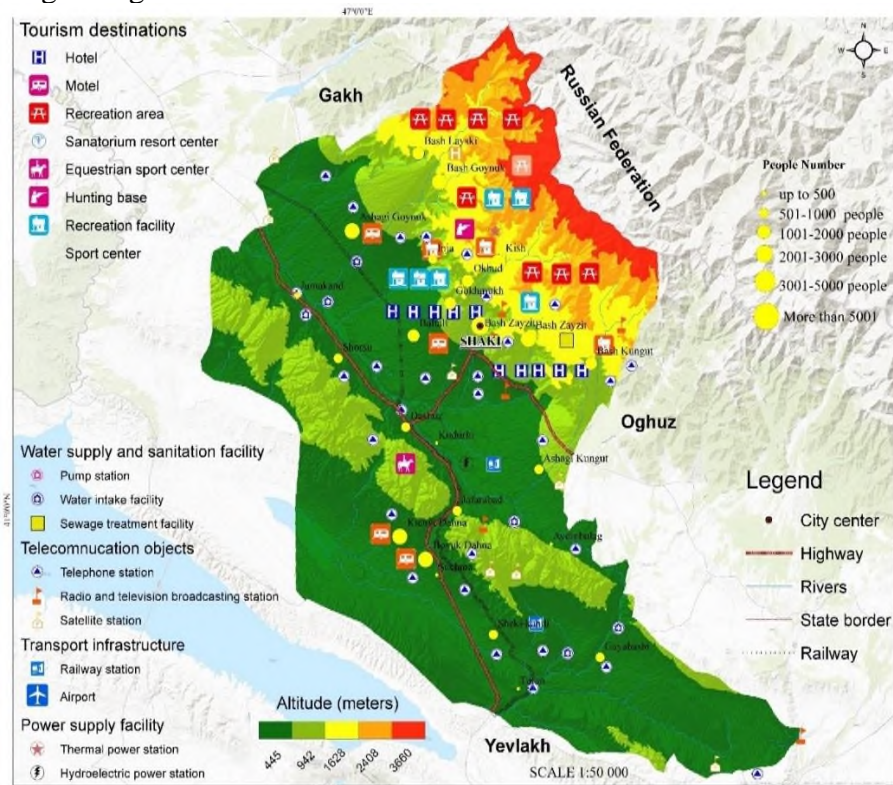 47°0'0"E
Tourism destinations
Hotel
Motel
Recreation area
Sanatorium resort center
Equestrian sport center
Hunting base
Recreation facility
Sport center
Water supply and sanitation facility
Pump station
Water intake facility
Sewage treatment facility
Telecomnucation objects
Telephone station
Radio and television broadcasting station
Satellite station
Transport infrastructure
Railway station
Airport
Power supply facility
Thermal power station
Hydroelectric power station
Gakh
Russian Federation
Oghuz
Yevlakh
Bash Layski
Bash Goynuk
Ashagi Goynuk
Kish
Okhud
Jumakand
Bash Zayzit
Bash Zayzit
SHAKI
Bash Kungut
Shorsu
Dashuz
Ashagi Kungut
Jafarabad
Kichik Dahna
Boyuk Dahna
Gayabashi
Turan
Altitude (meters)
445
942
1628
2408
3660
SCALE 1:50 000
N
W
E
S
People Number
up to 500
501-1000 people
1001-2000 people
2001-3000 people
3001-5000 people
More than 5001
Legend
City center
Highway
Rivers
State border
Railway